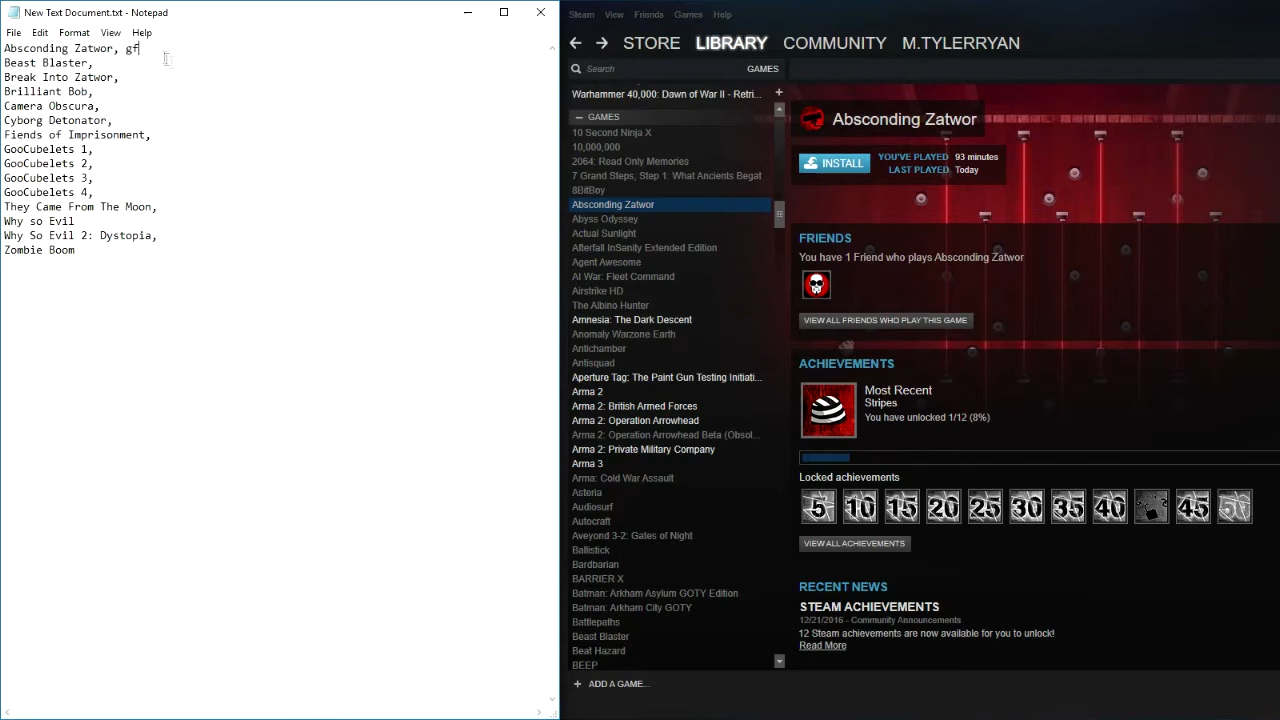 New Text Document.txt - Notepad
File Edit Format View Help
Absconding Zatwor, gf
Beast Blaster,
Break Into Zatwor,
Brilliant Bob,
Camera Obscura,
Cyborg Detonator,
Fiends of Imprisonment,
GooCubelets 1,
GooCubelets 2,
GooCubelets 3,
GooCubelets 4,
They Came From The Moon,
Why so Evil
Why So Evil 2: Dystopia,
Zombie Boom
Steam View Friends Games Help
STORE LIBRARY COMMUNITY M.TYLERRYAN
Search GAMES
Warhammer 40,000: Dawn of War II - Retri...
GAMES
10 Second Ninja X
10,000,000
2064: Read Only Memories
7 Grand Steps, Step 1: What Ancients Begat
8BitBoy
Absconding Zatwor
Abyss Odyssey
Actual Sunlight
Afterfall InSanity Extended Edition
Agent Awesome
AI War: Fleet Command
Airstrike HD
The Albino Hunter
Amnesia: The Dark Descent
Anomaly Warzone Earth
Antichamber
Antisquad
Aperture Tag: The Paint Gun Testing Initiati...
Arma 2
Arma 2: British Armed Forces
Arma 2: Operation Arrowhead
Arma 2: Operation Arrowhead Beta (Obsol...
Arma 2: Private Military Company
Arma 3
Arma: Cold War Assault
Asteria
Audiosurf
Autocraft
Aveyond 3-2: Gates of Night
Ballistick
Bardbarian
BARRIER X
Batman: Arkham Asylum GOTY Edition
Batman: Arkham City GOTY
Battlepaths
Beast Blaster
Beat Hazard
BEEP
ADD A GAME...
Absconding Zatwor
INSTALL
YOU'VE PLAYED 93 minutes
LAST PLAYED Today
FRIENDS
You have 1 Friend who plays Absconding Zatwor
VIEW ALL FRIENDS WHO PLAY THIS GAME
ACHIEVEMENTS
Most Recent
Stripes
You have unlocked 1/12 (8%)
Locked achievements
5 10 15 20 25 30 35 40 45 50
VIEW ALL ACHIEVEMENTS
RECENT NEWS
STEAM ACHIEVEMENTS
12/21/2016 - Community Announcements
12 Steam achievements are now available for you to unlock!
Read More